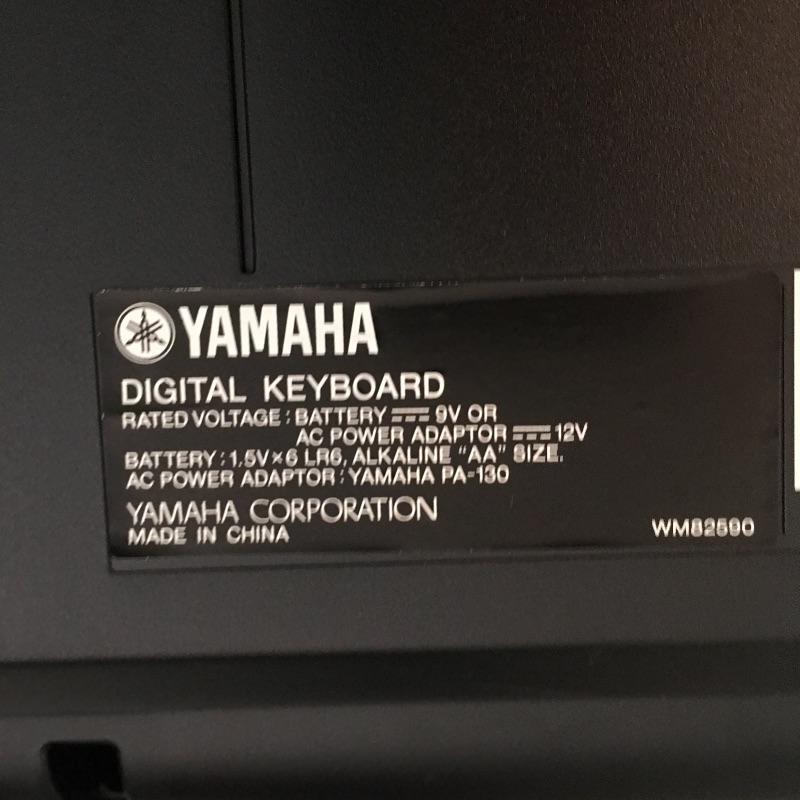 YAMAHA
DIGITAL KEYBOARD
RATED VOLTAGE : BATTERY ⎓ 9V OR
AC POWER ADAPTOR ⎓ 12V
BATTERY : 1.5V×6 LR6, ALKALINE "AA" SIZE.
AC POWER ADAPTOR : YAMAHA PA-130
YAMAHA CORPORATION
MADE IN CHINA
WM82590